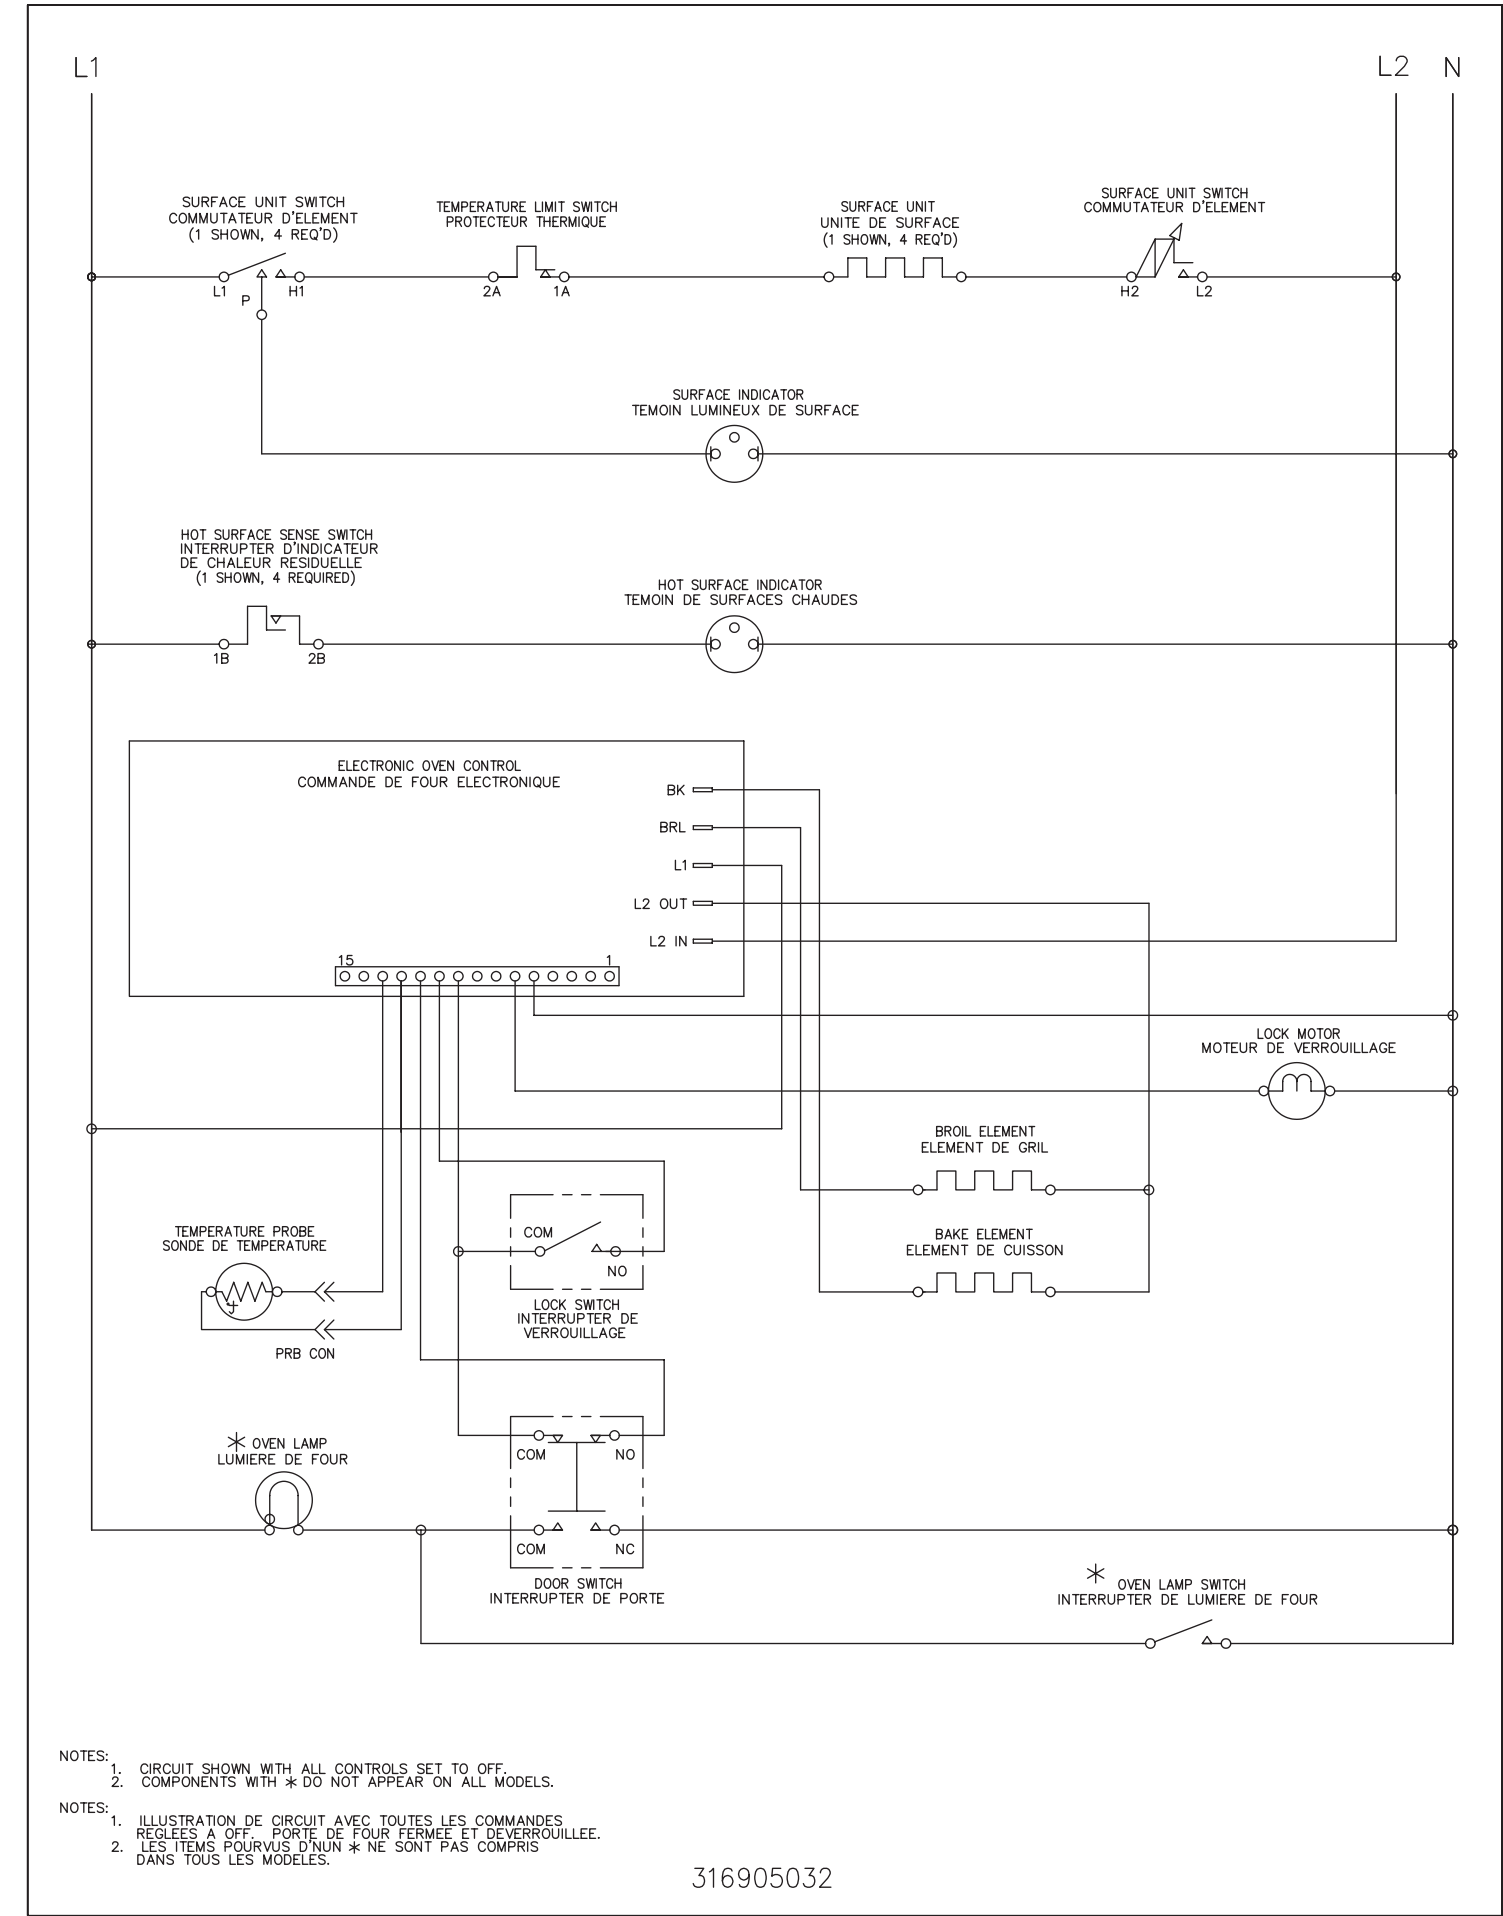 L1
L2 N
SURFACE UNIT SWITCH
COMMUTATEUR D'ELEMENT
(1 SHOWN, 4 REQ'D)
TEMPERATURE LIMIT SWITCH
PROTECTEUR THERMIQUE
SURFACE UNIT
UNITE DE SURFACE
(1 SHOWN, 4 REQ'D)
SURFACE UNIT SWITCH
COMMUTATEUR D'ELEMENT
L1
P
H1
2A
1A
H2
L2
SURFACE INDICATOR
TEMOIN LUMINEUX DE SURFACE
HOT SURFACE SENSE SWITCH
INTERRUPTER D'INDICATEUR
DE CHALEUR RESIDUELLE
(1 SHOWN, 4 REQUIRED)
HOT SURFACE INDICATOR
TEMOIN DE SURFACES CHAUDES
1B
2B
ELECTRONIC OVEN CONTROL
COMMANDE DE FOUR ELECTRONIQUE
BK
BRL
L1
L2 OUT
L2 IN
15
1
LOCK MOTOR
MOTEUR DE VERROUILLAGE
BROIL ELEMENT
ELEMENT DE GRIL
TEMPERATURE PROBE
SONDE DE TEMPERATURE
COM
NO
BAKE ELEMENT
ELEMENT DE CUISSON
LOCK SWITCH
INTERRUPTER DE
VERROUILLAGE
PRB CON
* OVEN LAMP
LUMIERE DE FOUR
COM
NO
COM
NC
DOOR SWITCH
INTERRUPTER DE PORTE
* OVEN LAMP SWITCH
INTERRUPTER DE LUMIERE DE FOUR
NOTES:
1. CIRCUIT SHOWN WITH ALL CONTROLS SET TO OFF.
2. COMPONENTS WITH * DO NOT APPEAR ON ALL MODELS.
NOTES:
1. ILLUSTRATION DE CIRCUIT AVEC TOUTES LES COMMANDES
REGLEES A OFF. PORTE DE FOUR FERMEE ET DEVERROUILLEE.
2. LES ITEMS POURVUS D'NUN * NE SONT PAS COMPRIS
DANS TOUS LES MODELES.
316905032